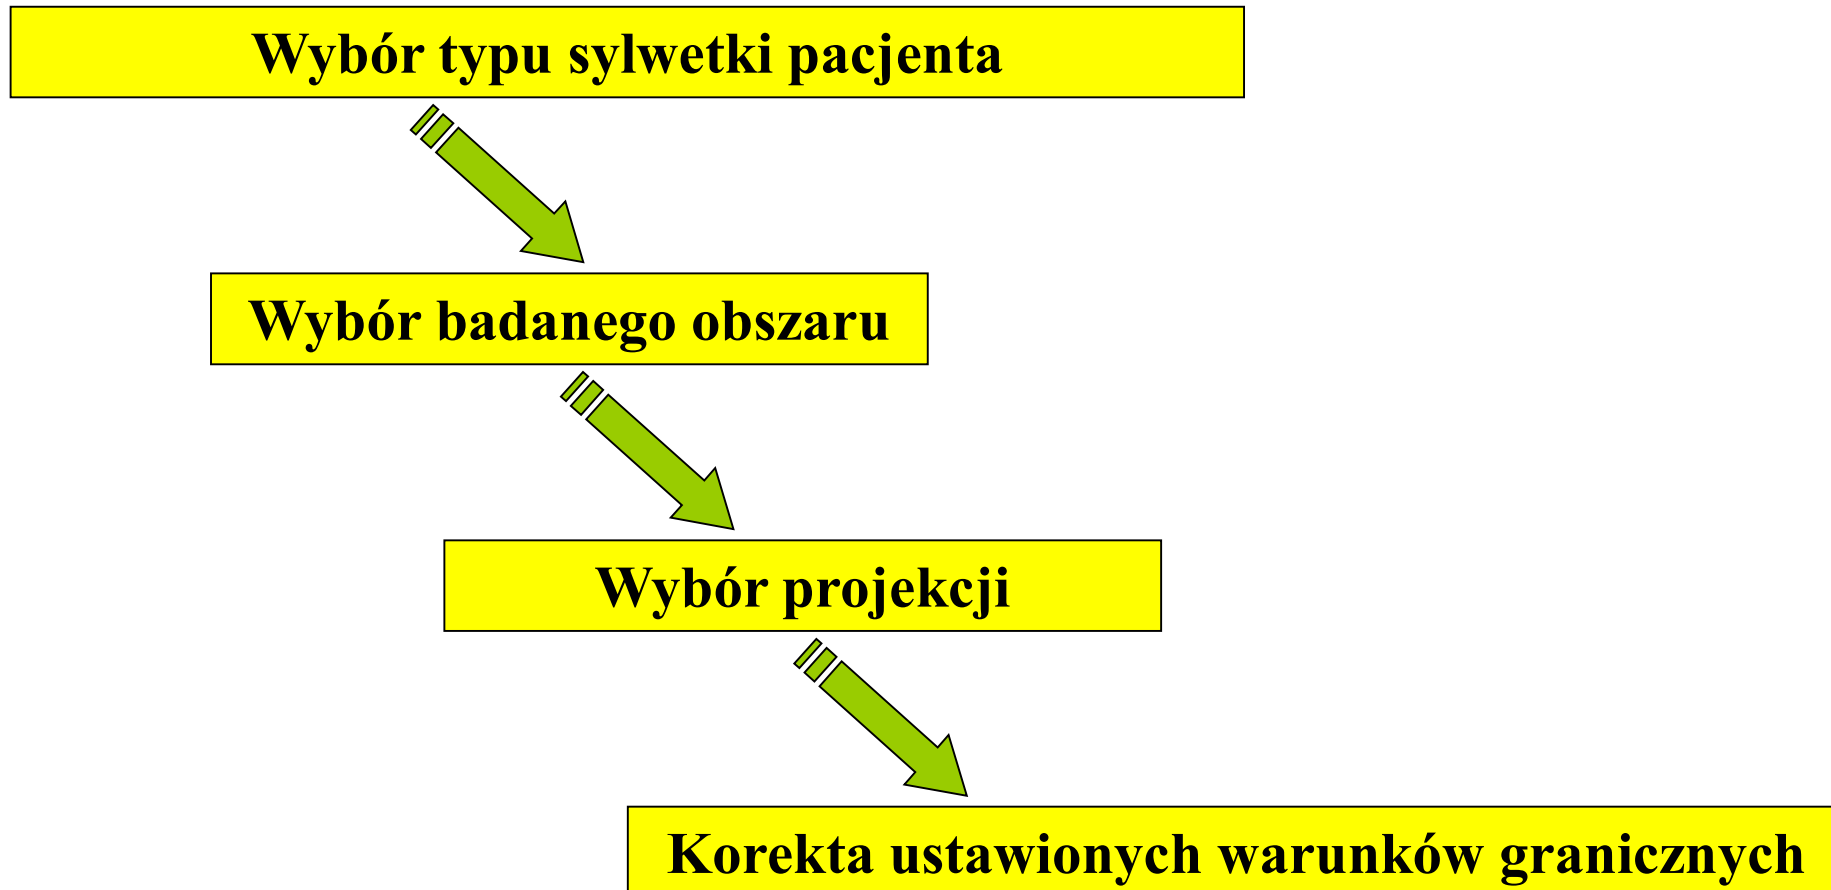 Wybór typu sylwetki pacjenta
Wybór badanego obszaru
Wybór projekcji
Korekta ustawionych warunków granicznych